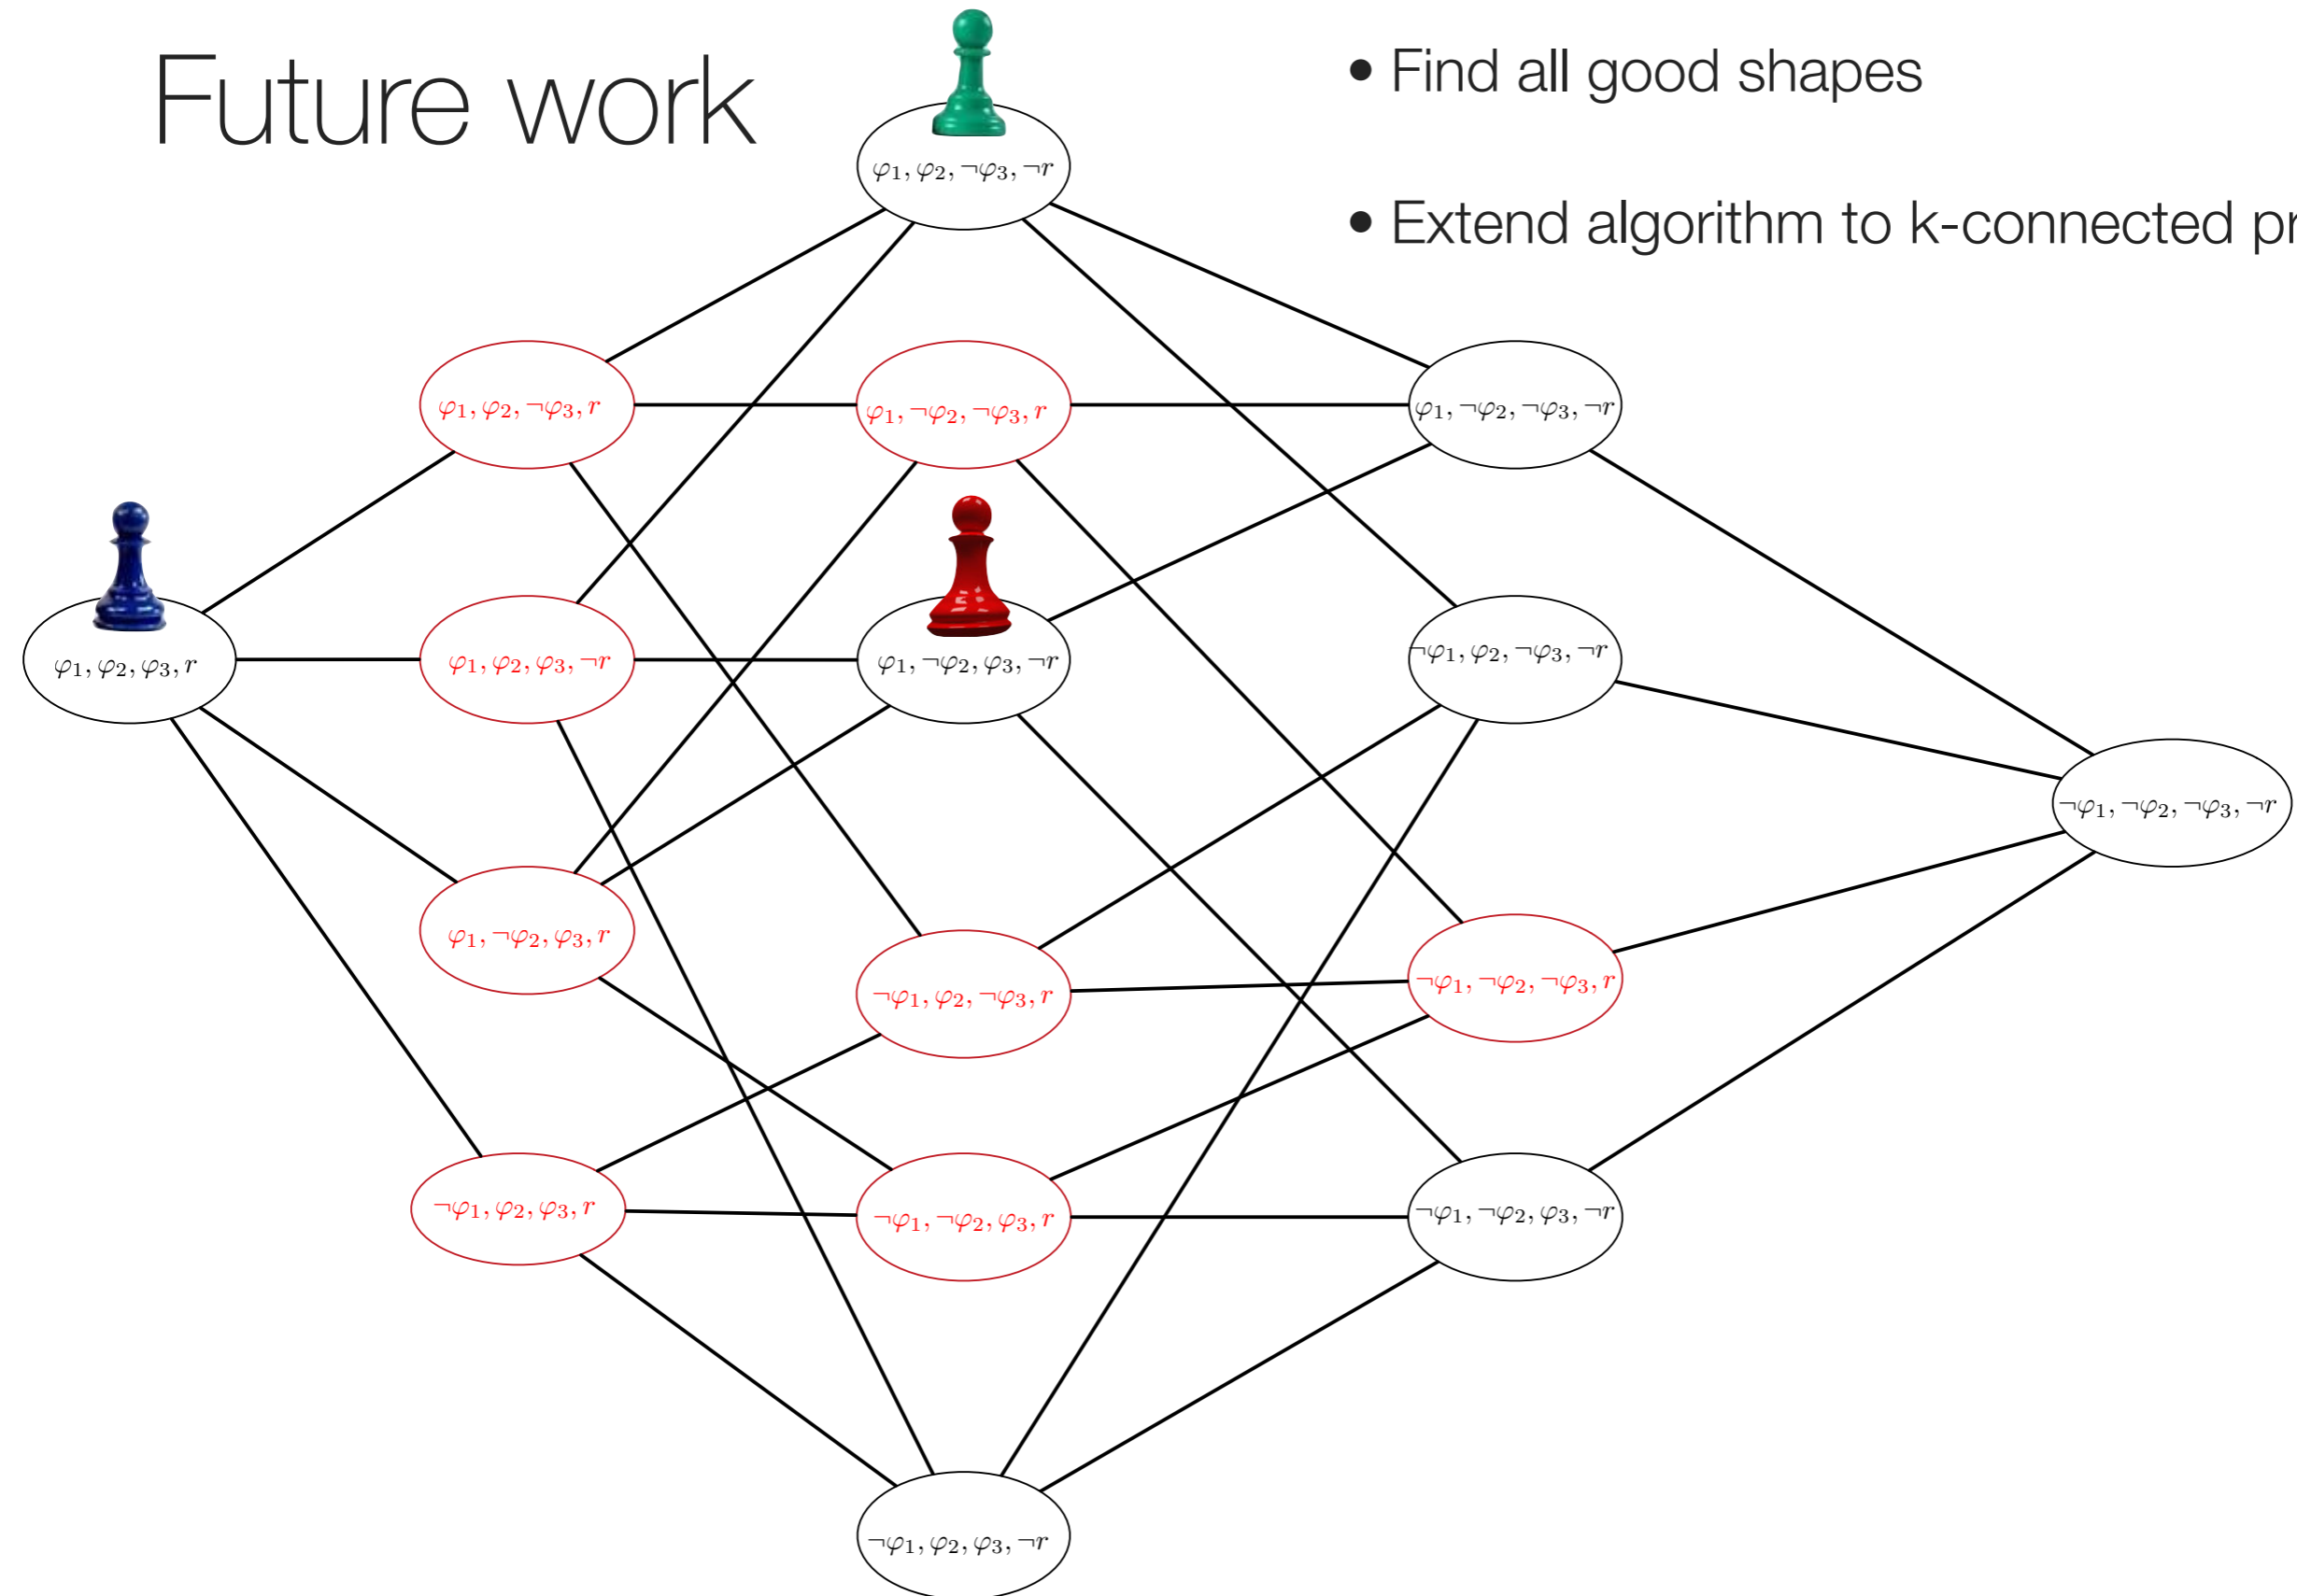 Future work
• Find all good shapes
• Extend algorithm to k-connected
φ₁, φ₂, ¬φ₃, ¬r
φ₁, φ₂, ¬φ₃, r
φ₁, ¬φ₂, ¬φ₃, r
φ₁, ¬φ₂, ¬φ₃, ¬r
φ₁, φ₂, φ₃, r
φ₁, φ₂, φ₃, ¬r
φ₁, ¬φ₂, φ₃, ¬r
¬φ₁, φ₂, ¬φ₃, ¬r
¬φ₁, ¬φ₂, ¬φ₃, ¬r
φ₁, ¬φ₂, φ₃, r
¬φ₁, φ₂, ¬φ₃, r
¬φ₁, ¬φ₂, ¬φ₃, r
¬φ₁, φ₂, φ₃, r
¬φ₁, ¬φ₂, φ₃, r
¬φ₁, ¬φ₂, φ₃, ¬r
¬φ₁, φ₂, φ₃, ¬r